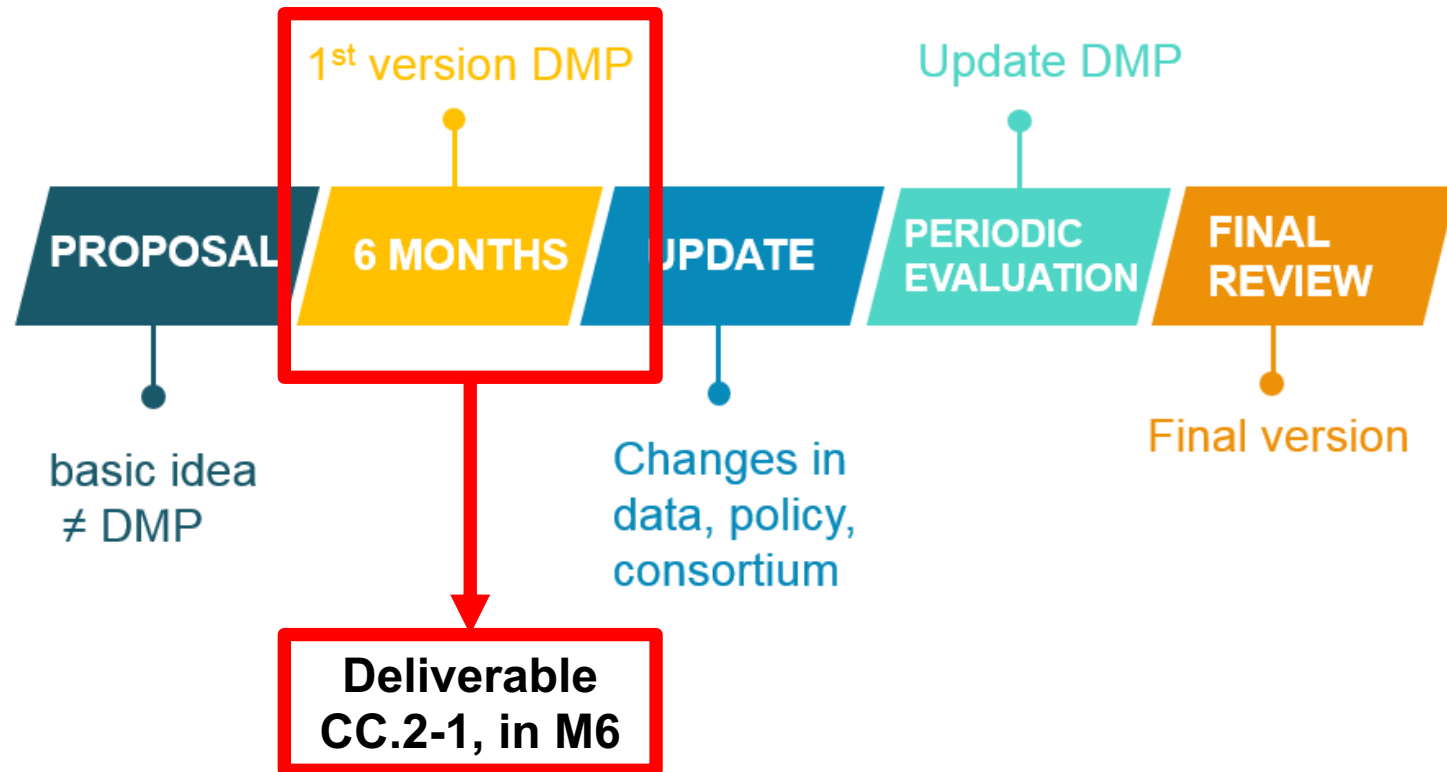 1st version DMP
Update DMP
PROPOSAL
6 MONTHS
UPDATE
PERIODIC
EVALUATION
FINAL
REVIEW
basic idea
≠ DMP
Changes in
data, policy,
consortium
Final version
Deliverable
CC.2-1, in M6